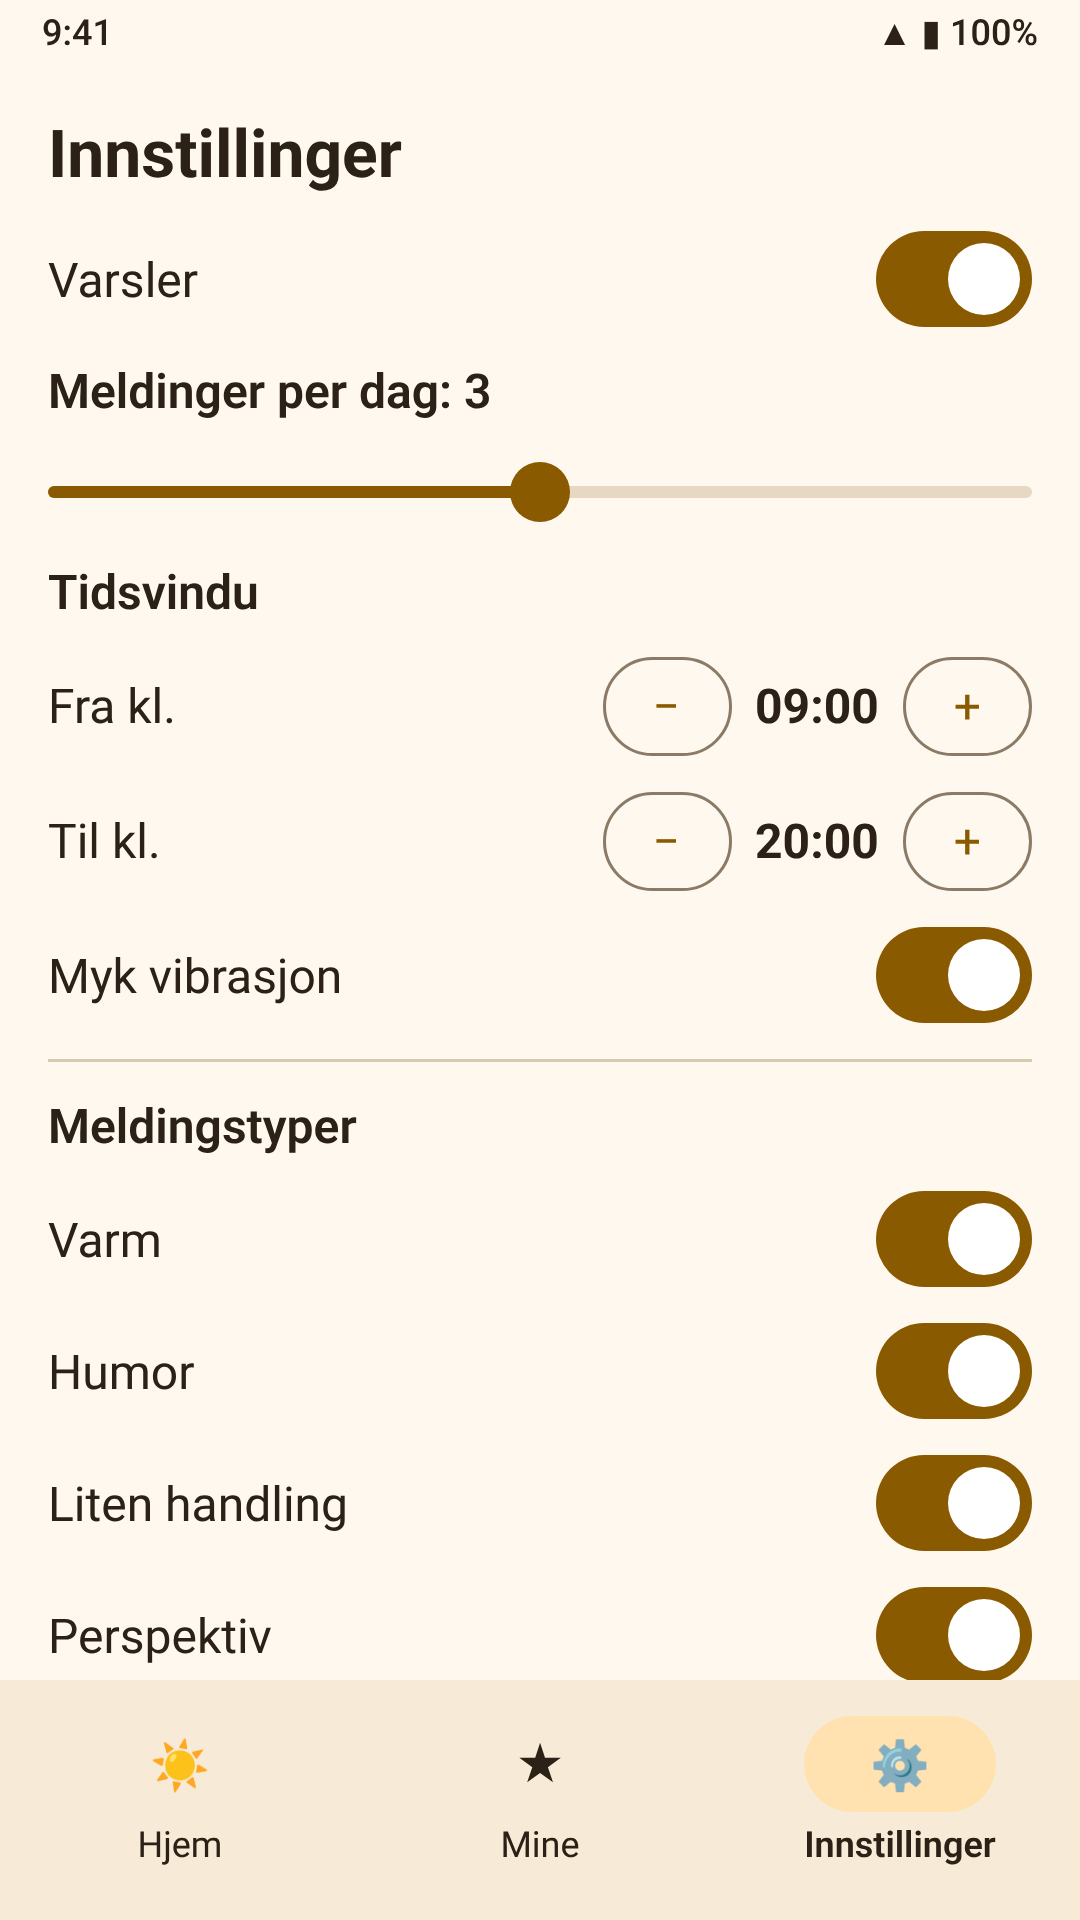 9:41 ▲ ▮ 100%
Innstillinger
Varsler
Meldinger per dag: 3
Tidsvindu
Fra kl. − 09:00 +
Til kl. − 20:00 +
Myk vibrasjon
Meldingstyper
Varm
Humor
Liten handling
Perspektiv
☀️ ★ ⚙️
Hjem Mine Innstillinger